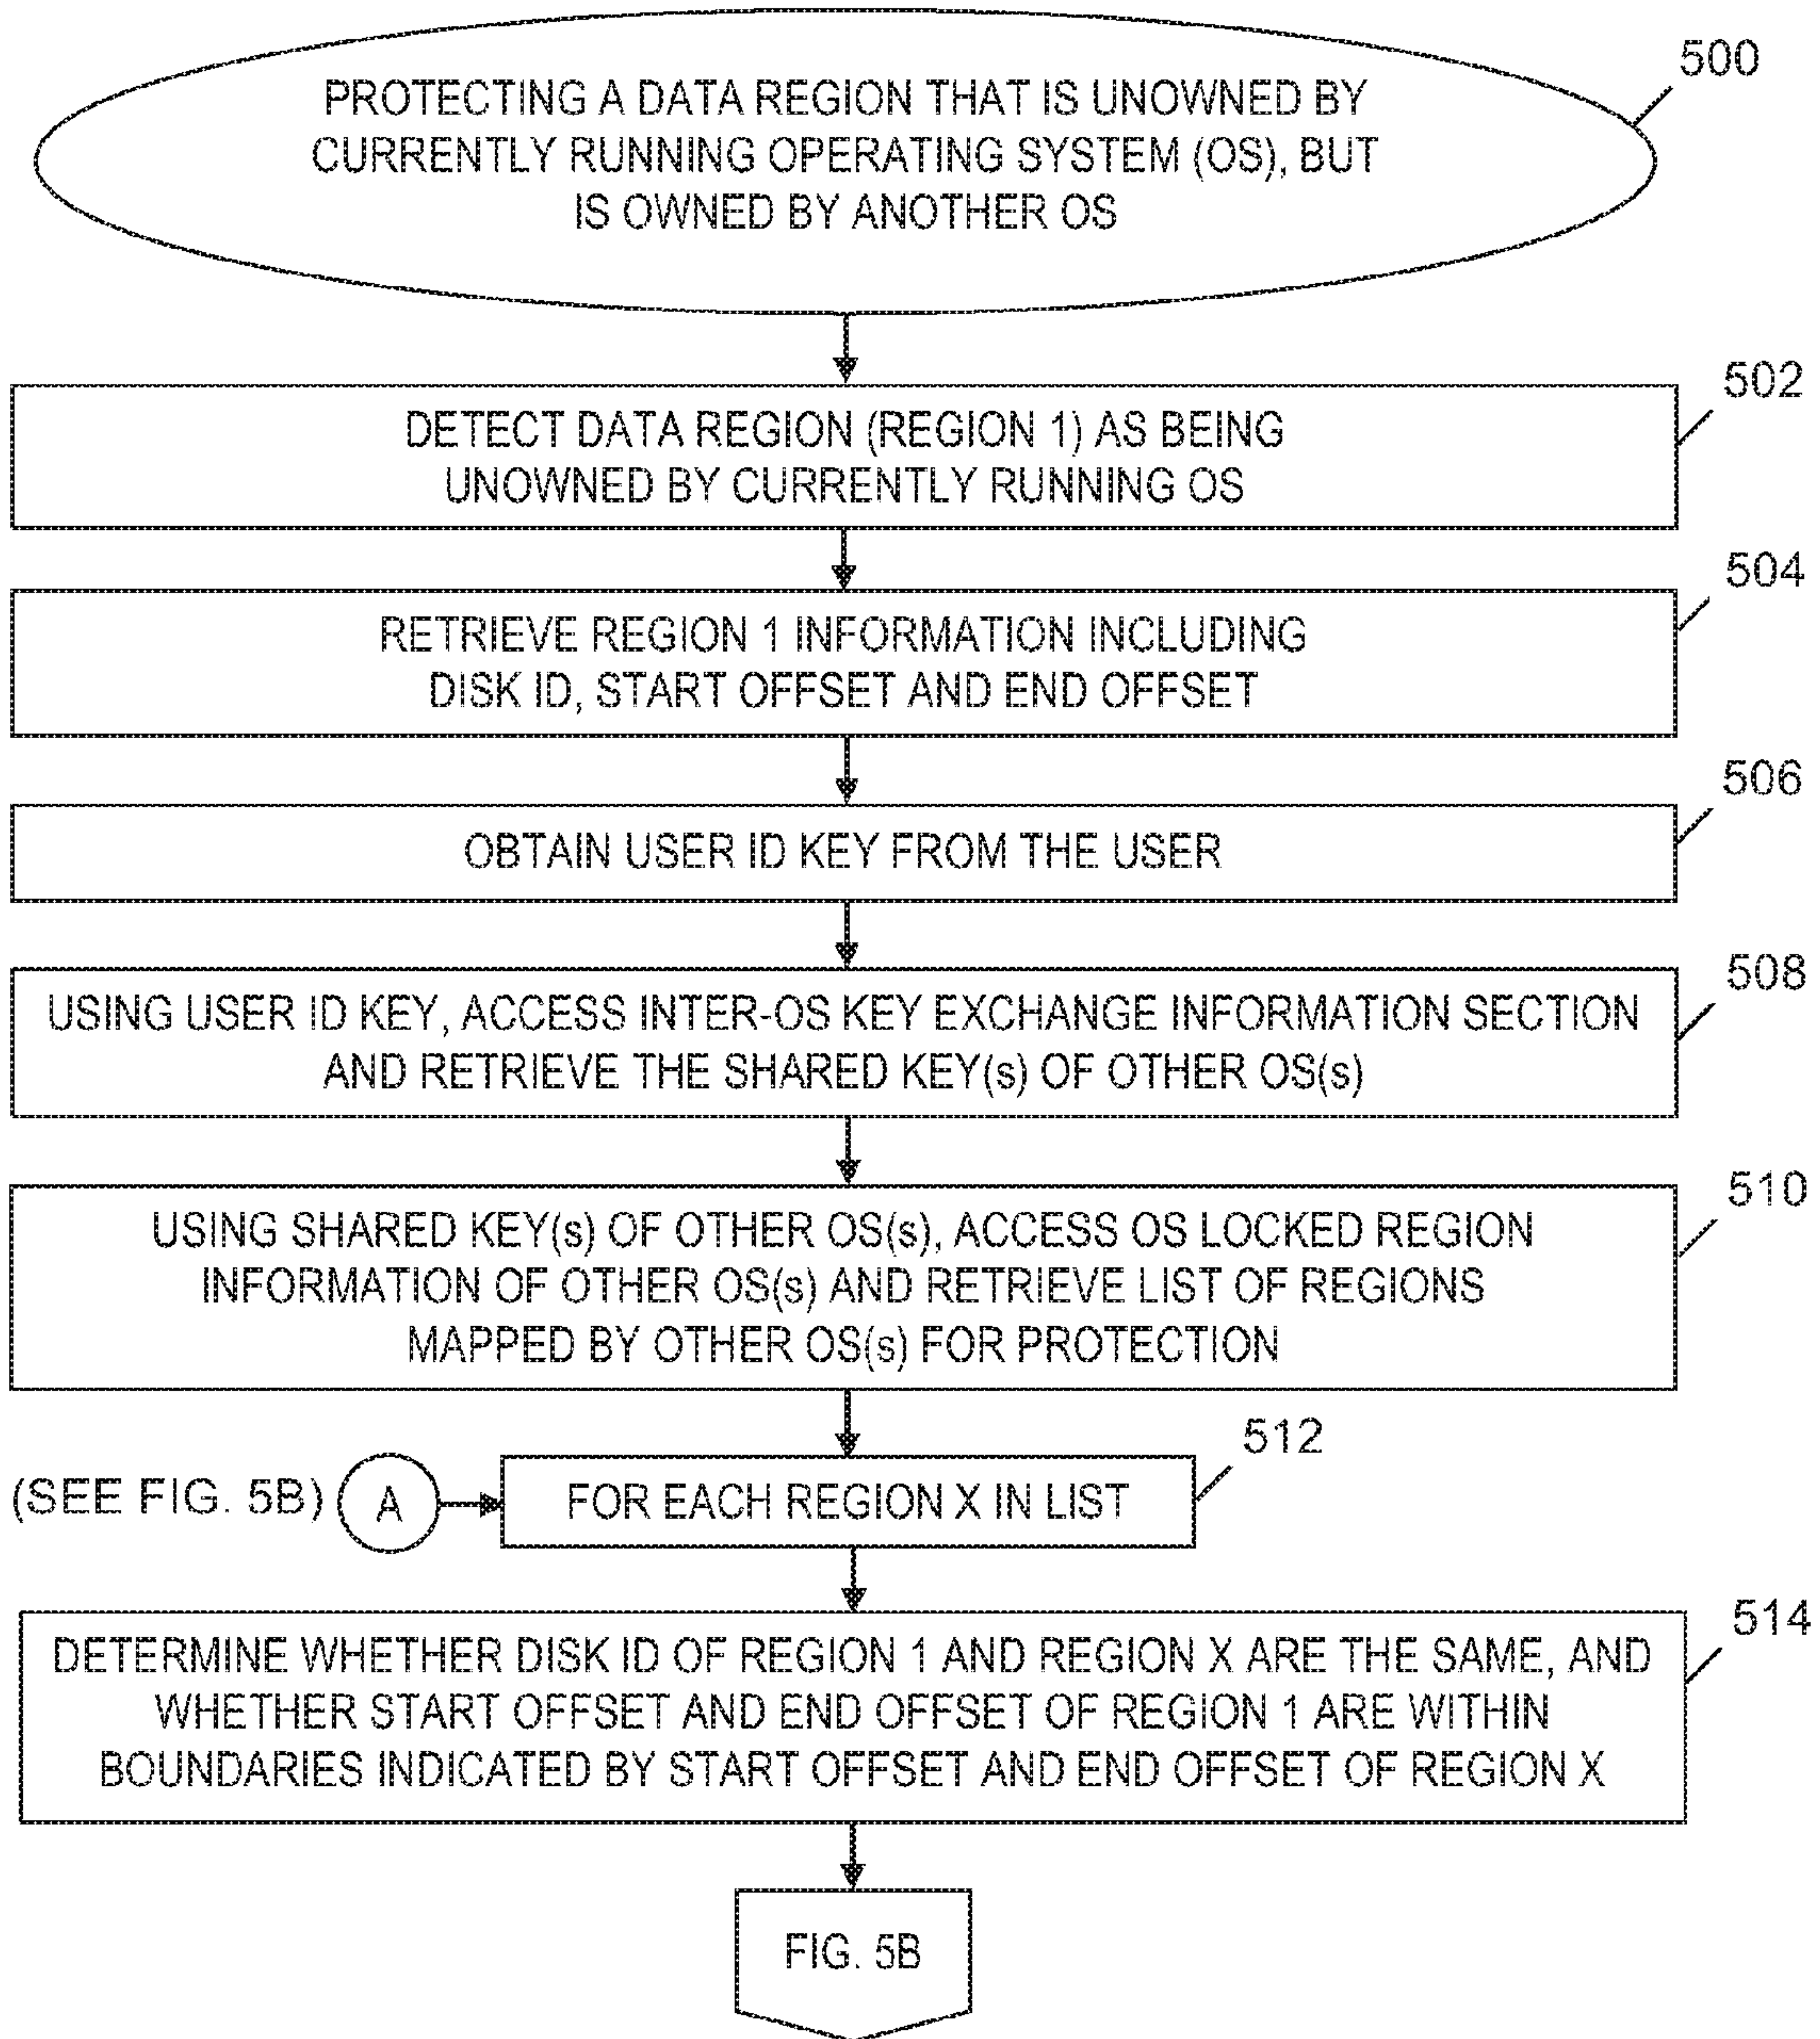 500
PROTECTING A DATA REGION THAT IS UNOWNED BY
CURRENTLY RUNNING OPERATING SYSTEM (OS), BUT
IS OWNED BY ANOTHER OS
502
DETECT DATA REGION (REGION 1) AS BEING
UNOWNED BY CURRENTLY RUNNING OS
504
RETRIEVE REGION 1 INFORMATION INCLUDING
DISK ID, START OFFSET AND END OFFSET
506
OBTAIN USER ID KEY FROM THE USER
508
USING USER ID KEY, ACCESS INTER-OS KEY EXCHANGE INFORMATION SECTION
AND RETRIEVE THE SHARED KEY(s) OF OTHER OS(s)
510
USING SHARED KEY(s) OF OTHER OS(s), ACCESS OS LOCKED REGION
INFORMATION OF OTHER OS(s) AND RETRIEVE LIST OF REGIONS
MAPPED BY OTHER OS(s) FOR PROTECTION
512
(SEE FIG. 5B) A FOR EACH REGION X IN LIST
514
DETERMINE WHETHER DISK ID OF REGION 1 AND REGION X ARE THE SAME, AND
WHETHER START OFFSET AND END OFFSET OF REGION 1 ARE WITHIN
BOUNDARIES INDICATED BY START OFFSET AND END OFFSET OF REGION X
FIG. 5B